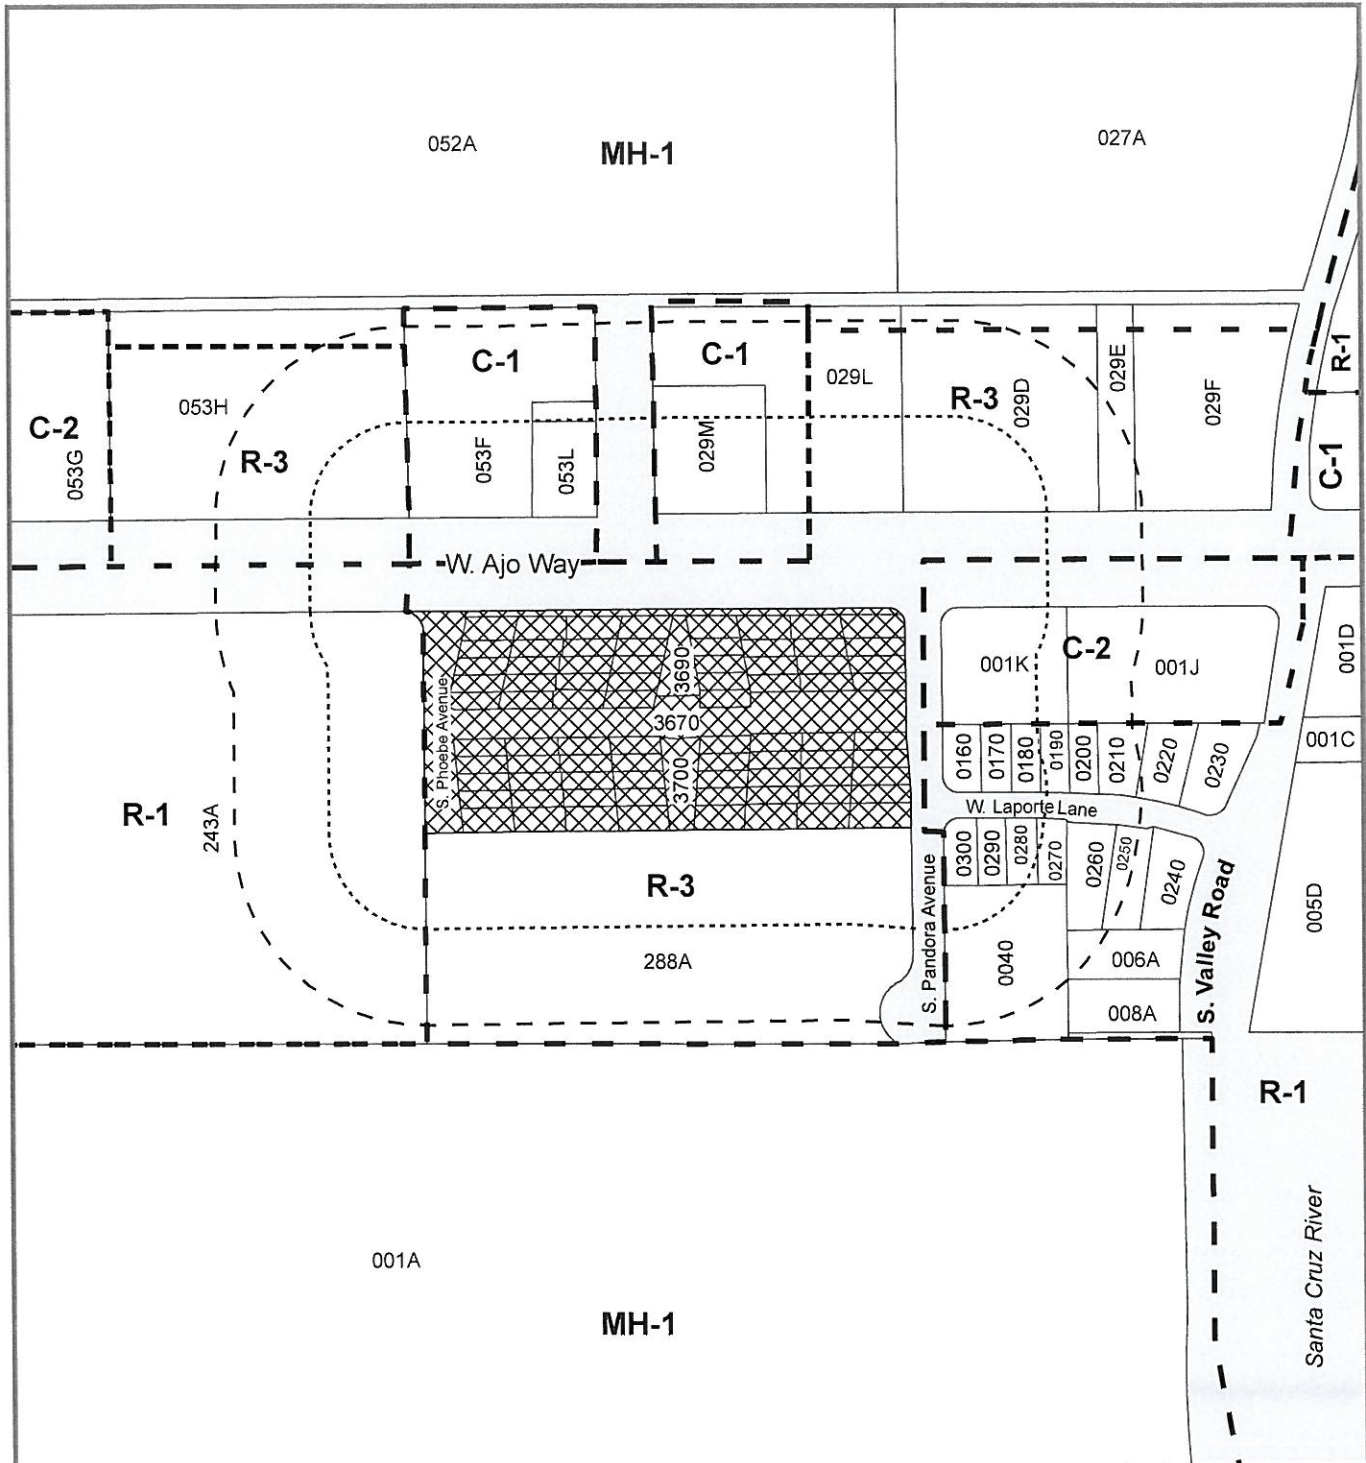 052A
MH-1
027A
C-2
053G
053H
R-3
C-1
053F
053L
C-1
029M
029L
R-3
029D
029E
029F
R-1
C-1
W. Ajo Way
S. Phoebe Avenue
3690
3670
3700
001K
C-2
001J
001D
001C
0160
0170
0180
0190
0200
0210
0220
0230
W. Laporte Lane
R-1
243A
0300
0290
0280
0270
0260
0250
0240
R-3
288A
S. Pandora Avenue
0040
006A
008A
S. Valley Road
005D
R-1
001A
MH-1
Santa Cruz River